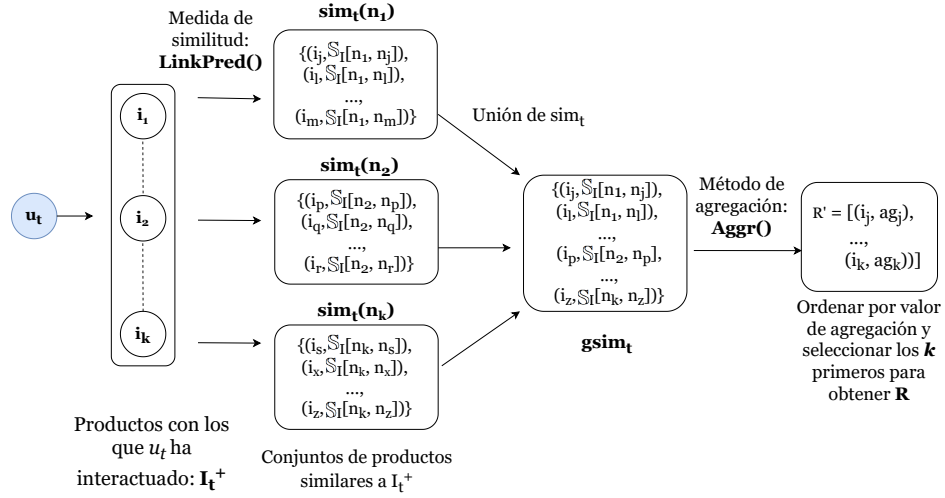 sim_t(n_1)
Medida de
similitud:
LinkPred()
{(i_j,𝕊_I[n_1, n_j]),
(i_l,𝕊_I[n_1, n_l]),
...,
(i_m,𝕊_I[n_1, n_m])}
Unión de sim_t
u_t
i_1
i_2
i_k
sim_t(n_2)
{(i_p,𝕊_I[n_2, n_p]),
(i_q,𝕊_I[n_2, n_q]),
...,
(i_r,𝕊_I[n_2, n_r])}
sim_t(n_k)
{(i_s,𝕊_I[n_k, n_s]),
(i_x,𝕊_I[n_k, n_x]),
...,
(i_z,𝕊_I[n_k, n_z])}
{(i_j,𝕊_I[n_1, n_j]),
(i_l,𝕊_I[n_1, n_l]),
...,
(i_p,𝕊_I[n_2, n_p],
...,
(i_z,𝕊_I[n_k, n_z])}
gsim_t
Método de
agregación:
Aggr()
R' = [(i_j, ag_j),
...,
(i_k, ag_k))]
Ordenar por valor
de agregación y
seleccionar los k
primeros para
obtener R
Productos con los
que u_t ha
interactuado: I_t^+
Conjuntos de productos
similares a I_t^+